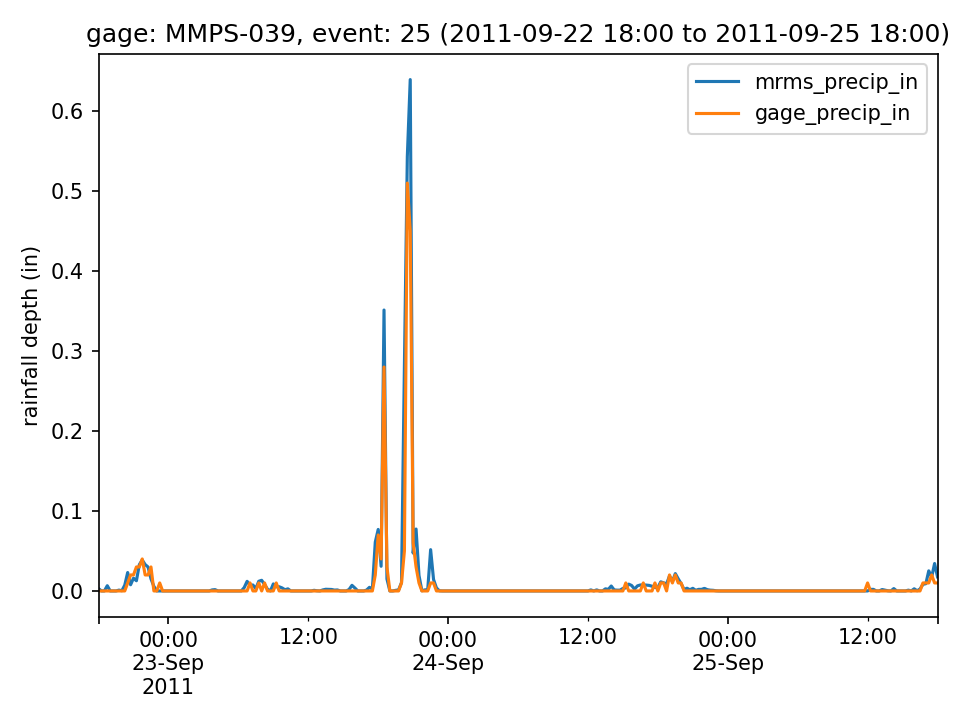 gage: MMPS-039, event: 25 (2011-09-22 18:00 to 2011-09-25 18:00)
mrms_precip_in
gage_precip_in
rainfall depth (in)
0.6
0.5
0.4
0.3
0.2
0.1
0.0
00:00 12:00 00:00 12:00 00:00 12:00
23-Sep 24-Sep 25-Sep
2011